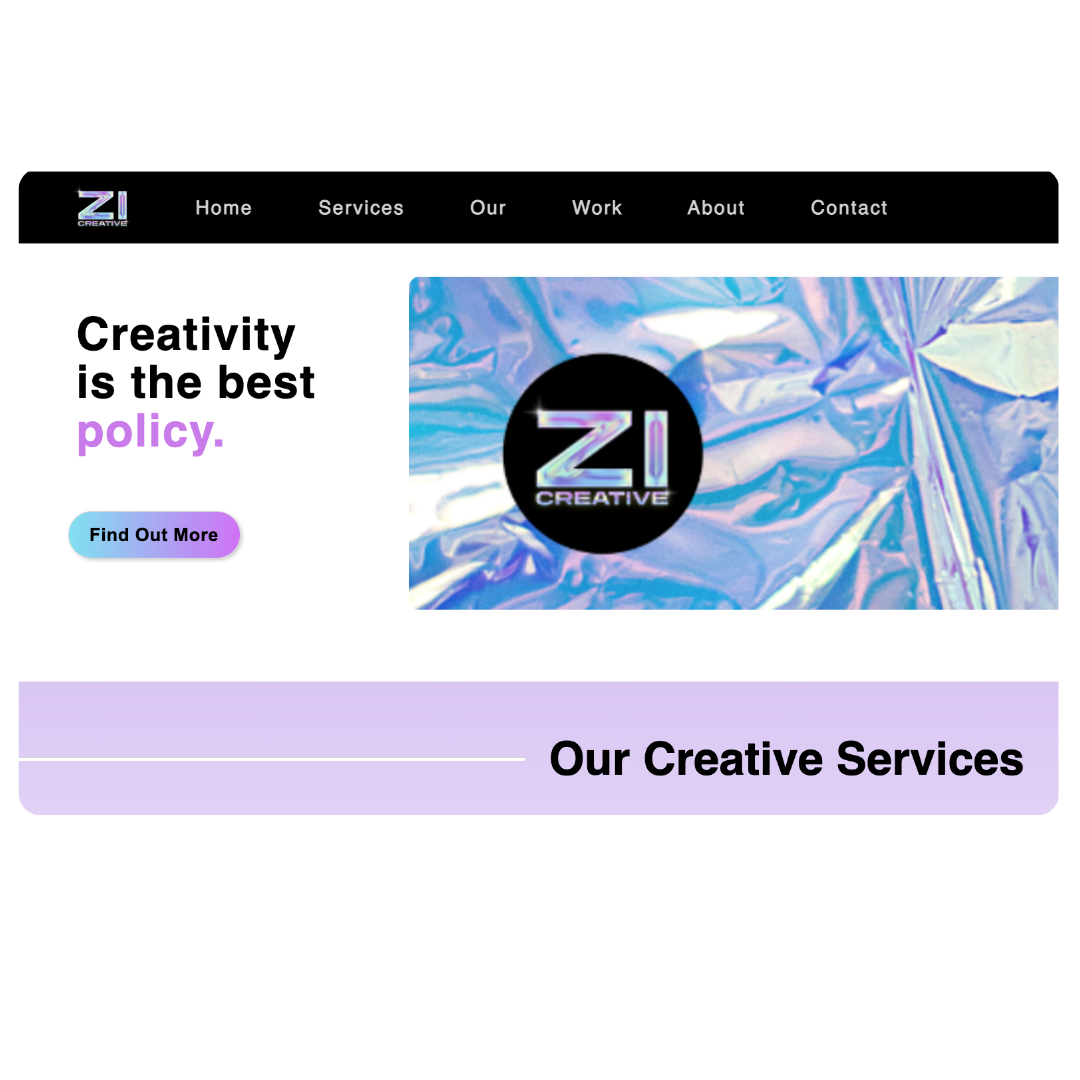 ZI
CREATIVE
Home Services Our Work About Contact
Creativity
is the best
policy.
Find Out More
ZI
CREATIVE
Our Creative Services